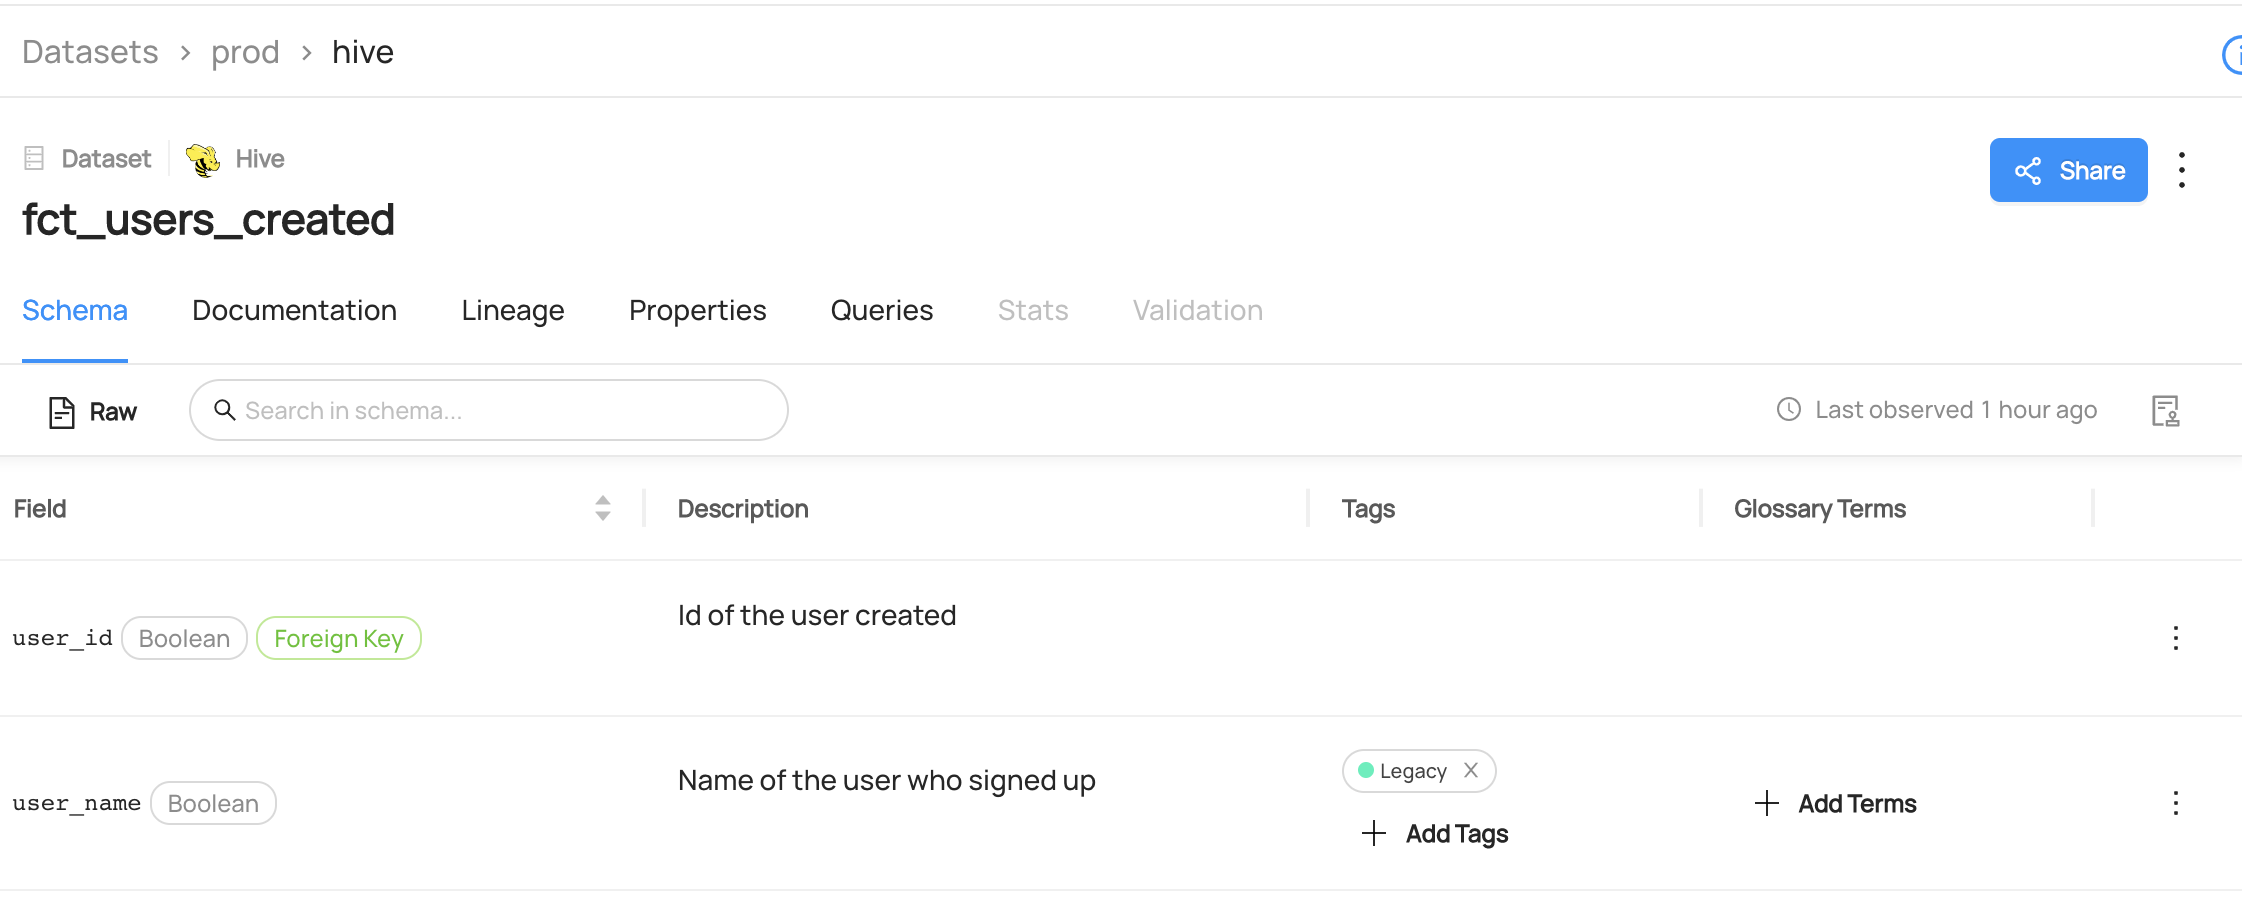 Datasets > prod > hive
Dataset Hive
Share
fct_users_created
Schema Documentation Lineage Properties Queries Stats Validation
Raw Search in schema... Last observed 1 hour ago
Field Description Tags Glossary Terms
Id of the user created
user_id Boolean Foreign Key
Legacy X
Name of the user who signed up
user_name Boolean + Add Terms
+ Add Tags